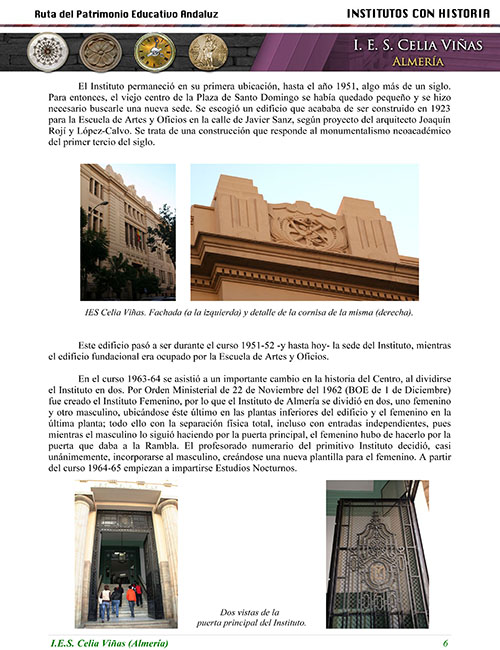 Ruta del Patrimonio Educativo Andaluz
INSTITUTOS CON HISTORIA
I. E. S. CELIA VIÑAS
ALMERÍA
El Instituto permaneció en su primera ubicación, hasta el año 1951, algo más de un siglo.
Para entonces, el viejo centro de la Plaza de Santo Domingo se había quedado pequeño y se hizo
necesario buscarle una nueva sede. Se escogió un edificio que acababa de ser construido en 1923
para la Escuela de Artes y Oficios en la calle de Javier Sanz, según proyecto del arquitecto Joaquín
Rojí y López-Calvo. Se trata de una construcción que responde al monumentalismo neoacadémico
del primer tercio del siglo.
IES Celia Viñas. Fachada (a la izquierda) y detalle de la cornisa de la misma (derecha).
Este edificio pasó a ser durante el curso 1951-52 -y hasta hoy- la sede del Instituto, mientras
el edificio fundacional era ocupado por la Escuela de Artes y Oficios.
En el curso 1963-64 se asistió a un importante cambio en la historia del Centro, al dividirse
el Instituto en dos. Por Orden Ministerial de 22 de Noviembre del 1962 (BOE de 1 de Diciembre)
fue creado el Instituto Femenino, por lo que el Instituto de Almería se dividió en dos, uno femenino
y otro masculino, ubicándose éste último en las plantas inferiores del edificio y el femenino en la
última planta; todo ello con la separación física total, incluso con entradas independientes, pues
mientras el masculino lo siguió haciendo por la puerta principal, el femenino hubo de hacerlo por la
puerta que daba a la Rambla. El profesorado numerario del primitivo Instituto decidió, casi
unánimemente, incorporarse al masculino, creándose una nueva plantilla para el femenino. A partir
del curso 1964-65 empiezan a impartirse Estudios Nocturnos.
Dos vistas de la
puerta principal del Instituto.
I.E.S. Celia Viñas (Almería)
6